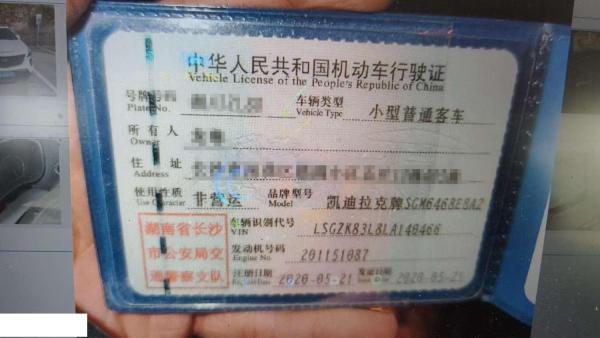 中华人民共和国机动车行驶证
Vehicle License of the People's Republic of China
号牌号码 车辆类型 小型普通客车
Plate No. Vehicle Type
所有人
Owner
住 址
Address
使用性质 非营运 品牌型号 凯迪拉克牌SGM6468EBA2
Use Character
湖南省长沙 车辆识别代号 LSGZK83L8LA140466
VIN
市公安局交 发动机号码 201151087
Engine No.
通警察支队 注册日期 2020-05-21 发证日期 2020-05-21